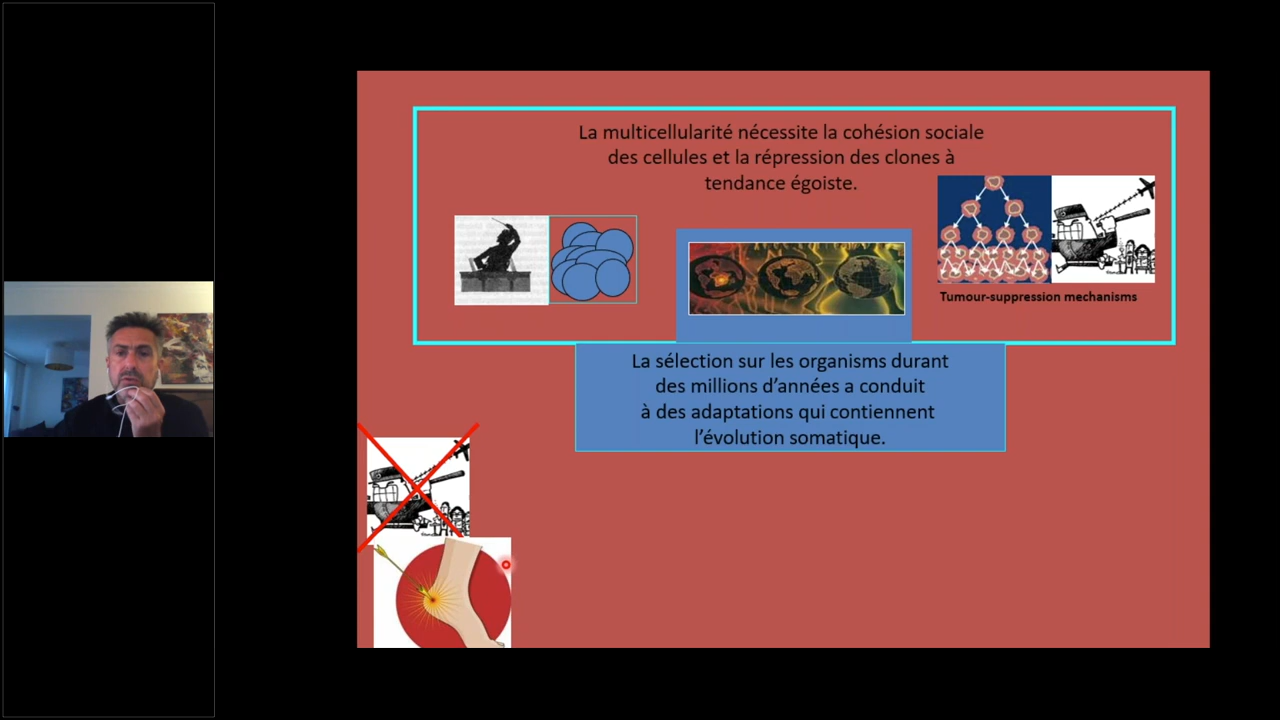 La multicellularité nécessite la cohésion sociale
des cellules et la répression des clones à
tendance égoiste.
Tumour-suppression mechanisms
La sélection sur les organisms durant
des millions d’années a conduit
à des adaptations qui contiennent
l’évolution somatique.